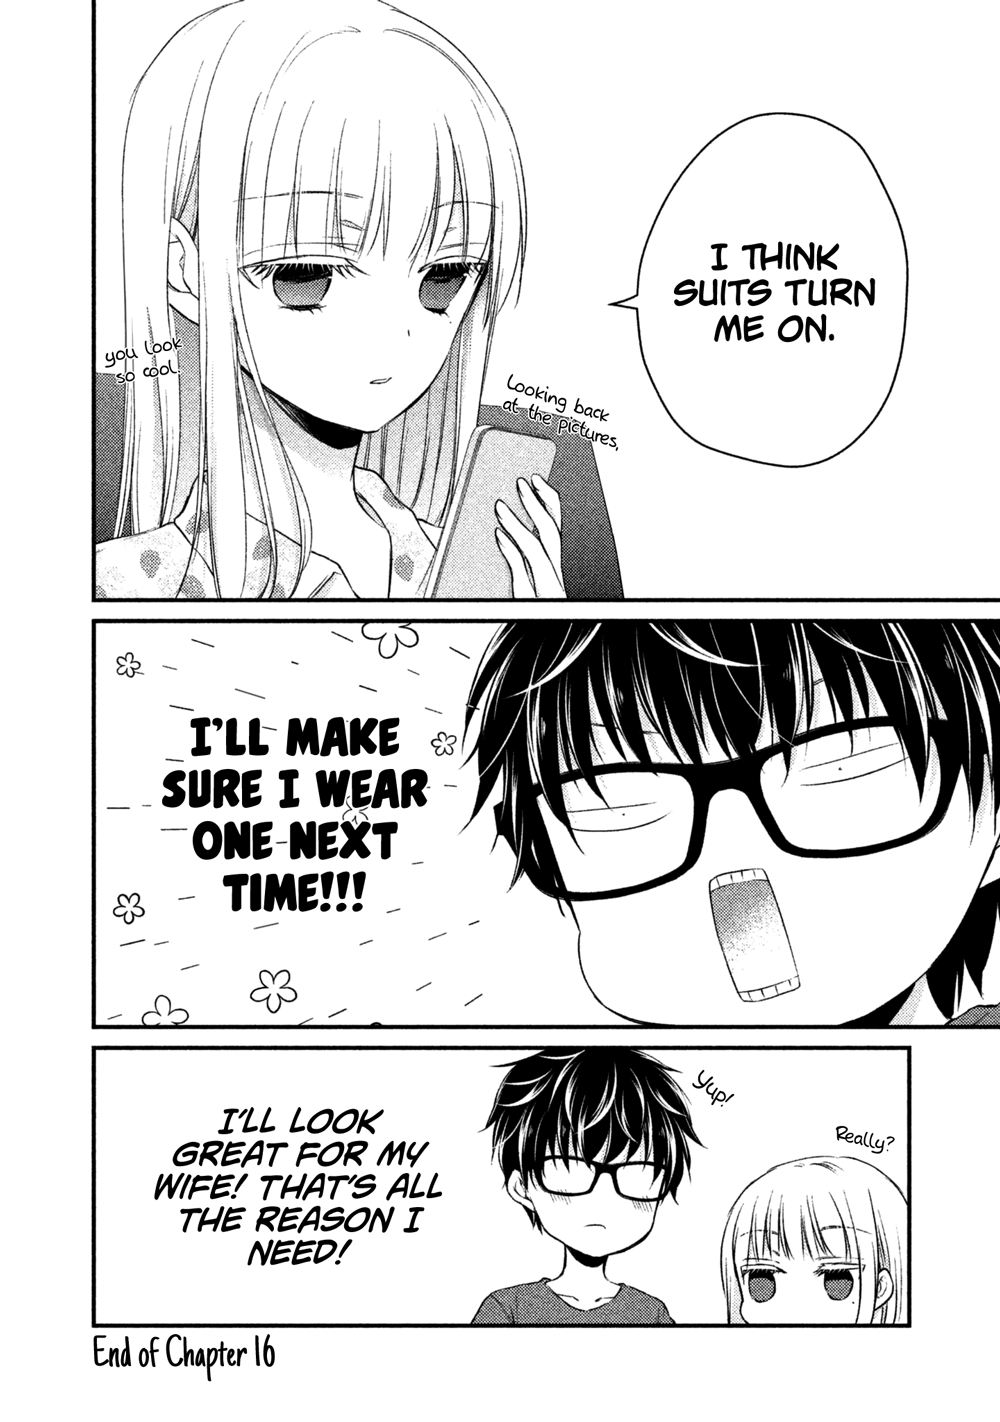 I THINK
SUITS TURN
ME ON.
Looking back
at the pictures,
you look
so cool
I'LL MAKE
SURE I WEAR
ONE NEXT
TIME!!!
Really?
Yup!
I'LL LOOK
GREAT FOR MY
WIFE! THAT'S ALL
THE REASON I
NEED!
End of Chapter 16